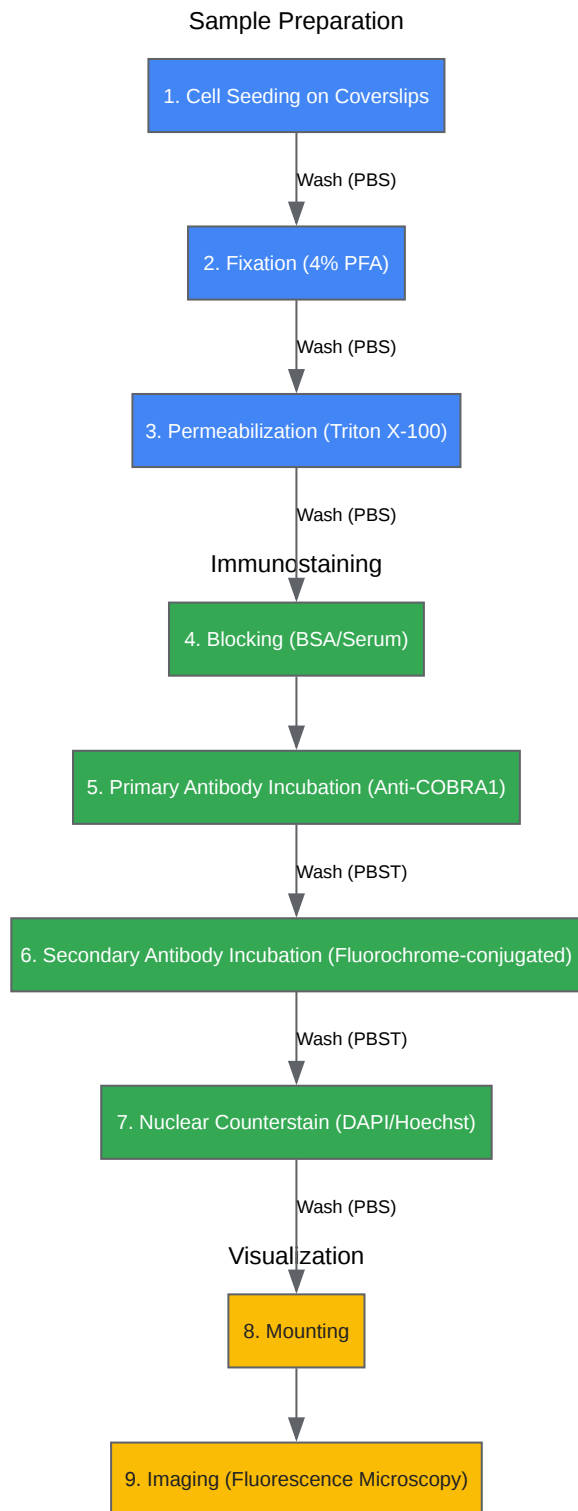 Sample Preparation
1. Cell Seeding on Coverslips
Wash (PBS)
2. Fixation (4% PFA)
Wash (PBS)
3. Permeabilization (Triton X-100)
Wash (PBS)
Immunostaining
4. Blocking (BSA/Serum)
5. Primary Antibody Incubation (Anti-COBRA1)
Wash (PBST)
6. Secondary Antibody Incubation (Fluorochrome-conjugated)
Wash (PBST)
7. Nuclear Counterstain (DAPI/Hoechst)
Wash (PBS)
Visualization
8. Mounting
9. Imaging (Fluorescence Microscopy)